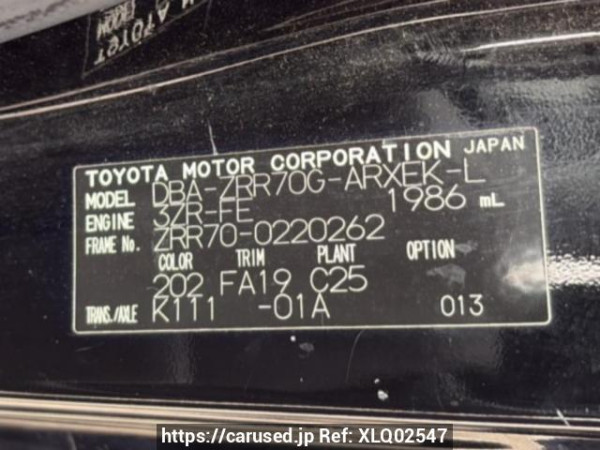 TOYOTA MOTOR CORPORATION JAPAN
MODEL DBA-ZRR70G-ARXEK-L
ENGINE 3ZR-FE 1986 mL
FRAME No. ZRR70-0220262
COLOR TRIM PLANT OPTION
202 FA19 C25
TRANS./AXLE K111 -01A 013
https://carused.jp Ref: XLQ02547